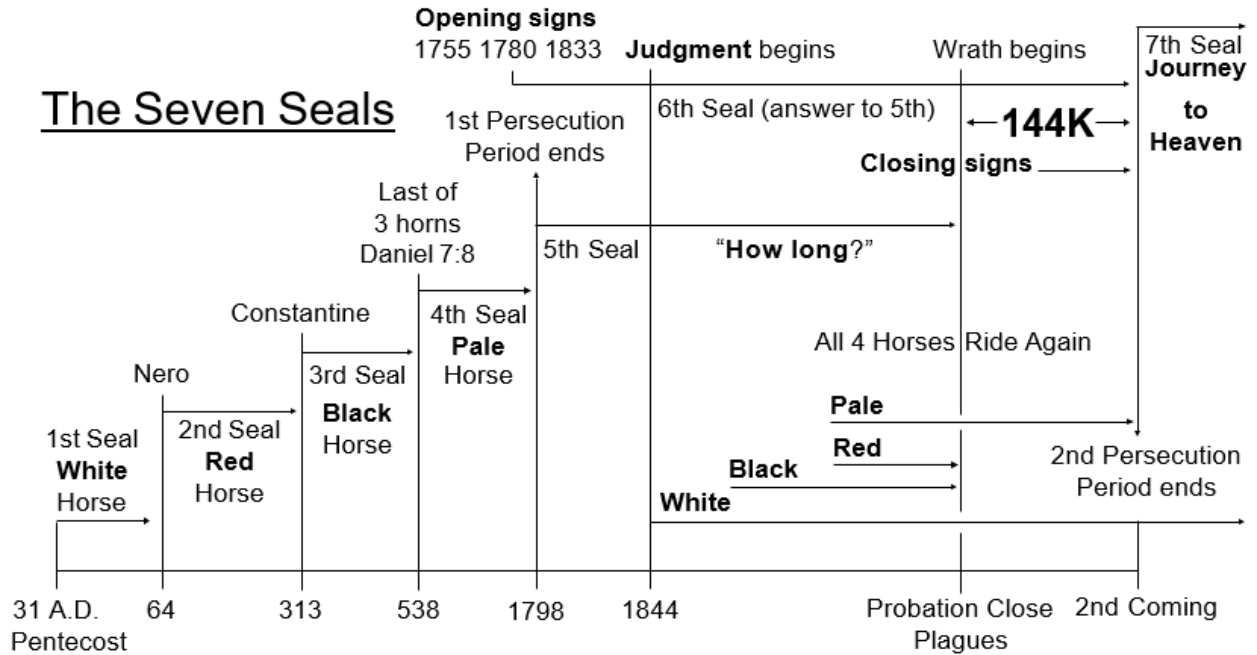 The Seven Seals
Opening signs
1755 1780 1833
Judgment begins
Wrath begins
7th Seal
Journey
to
Heaven
6th Seal (answer to 5th)
144K
Closing signs
1st Persecution
Period ends
Last of
3 horns
Daniel 7:8
5th Seal
“How long?”
Constantine
4th Seal
Pale
Horse
All 4 Horses Ride Again
Nero
3rd Seal
Black
Horse
1st Seal
White
Horse
2nd Seal
Red
Horse
Pale
Red
Black
White
2nd Persecution
Period ends
31 A.D.
Pentecost
64
313
538
1798
1844
Probation Close
Plagues
2nd Coming